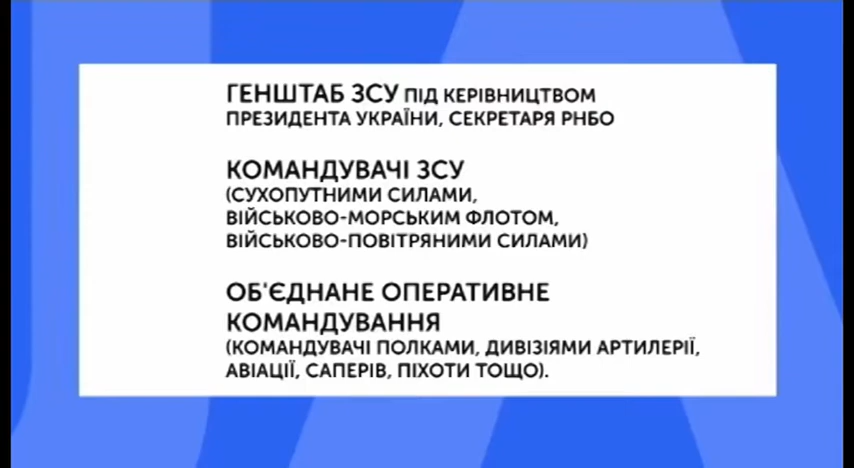 ГЕНШТАБ ЗСУ ПІД КЕРІВНИЦТВОМ
ПРЕЗИДЕНТА УКРАЇНИ, СЕКРЕТАРЯ РНБО
КОМАНДУВАЧІ ЗСУ
(СУХОПУТНИМИ СИЛАМИ,
ВІЙСЬКОВО-МОРСЬКИМ ФЛОТОМ,
ВІЙСЬКОВО-ПОВІТРЯНИМИ СИЛАМИ)
ОБ'ЄДНАНЕ ОПЕРАТИВНЕ
КОМАНДУВАННЯ
(КОМАНДУВАЧІ ПОЛКАМИ, ДИВІЗІЯМИ АРТИЛЕРІЇ,
АВІАЦІЇ, САПЕРІВ, ПІХОТИ ТОЩО).